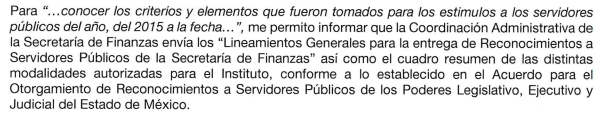 Para “…conocer los criterios y elementos que fueron tomados para los estímulos a los servidores
públicos del año, del 2015 a la fecha…”, me permito informar que la Coordinación Administrativa de
la Secretaría de Finanzas envía los “Lineamientos Generales para la entrega de Reconocimientos a
Servidores Públicos de la Secretaría de Finanzas” así como el cuadro resumen de las distintas
modalidades autorizadas para el Instituto, conforme a lo establecido en el Acuerdo para el
Otorgamiento de Reconocimientos a Servidores Públicos de los Poderes Legislativo, Ejecutivo y
Judicial del Estado de México.